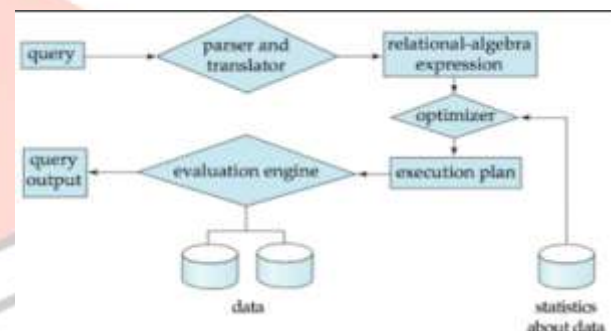 query
parser and
translator
relational-algebra
expression
optimizer
query
output
evaluation engine
execution plan
data
statistics
about data